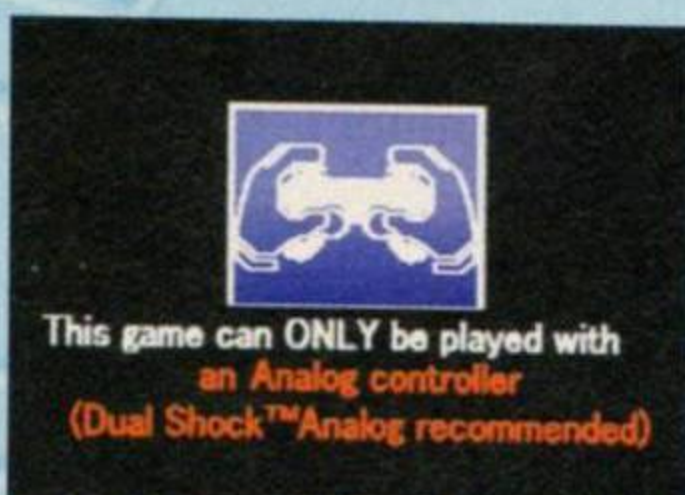 This game can ONLY be played with
an Analog controller
(Dual Shock™Analog recommended)